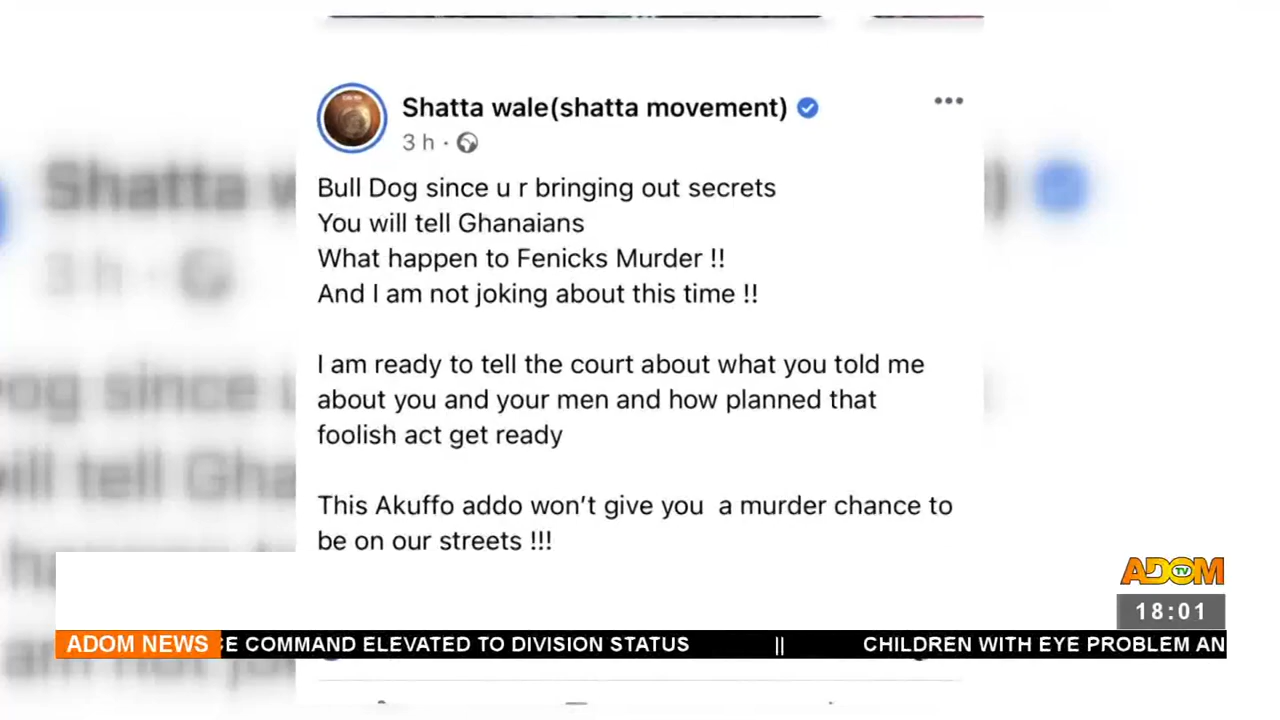 Shatta wale(shatta movement)
3 h ·
Bull Dog since u r bringing out secrets
You will tell Ghanaians
What happen to Fenicks Murder !!
And I am not joking about this time !!
I am ready to tell the court about what you told me
about you and your men and how planned that
foolish act get ready
This Akuffo addo won't give you a murder chance to
be on our streets !!!
ADOM TV
18:01
ADOM NEWS
CE COMMAND ELEVATED TO DIVISION STATUS || CHILDREN WITH EYE PROBLEM AN